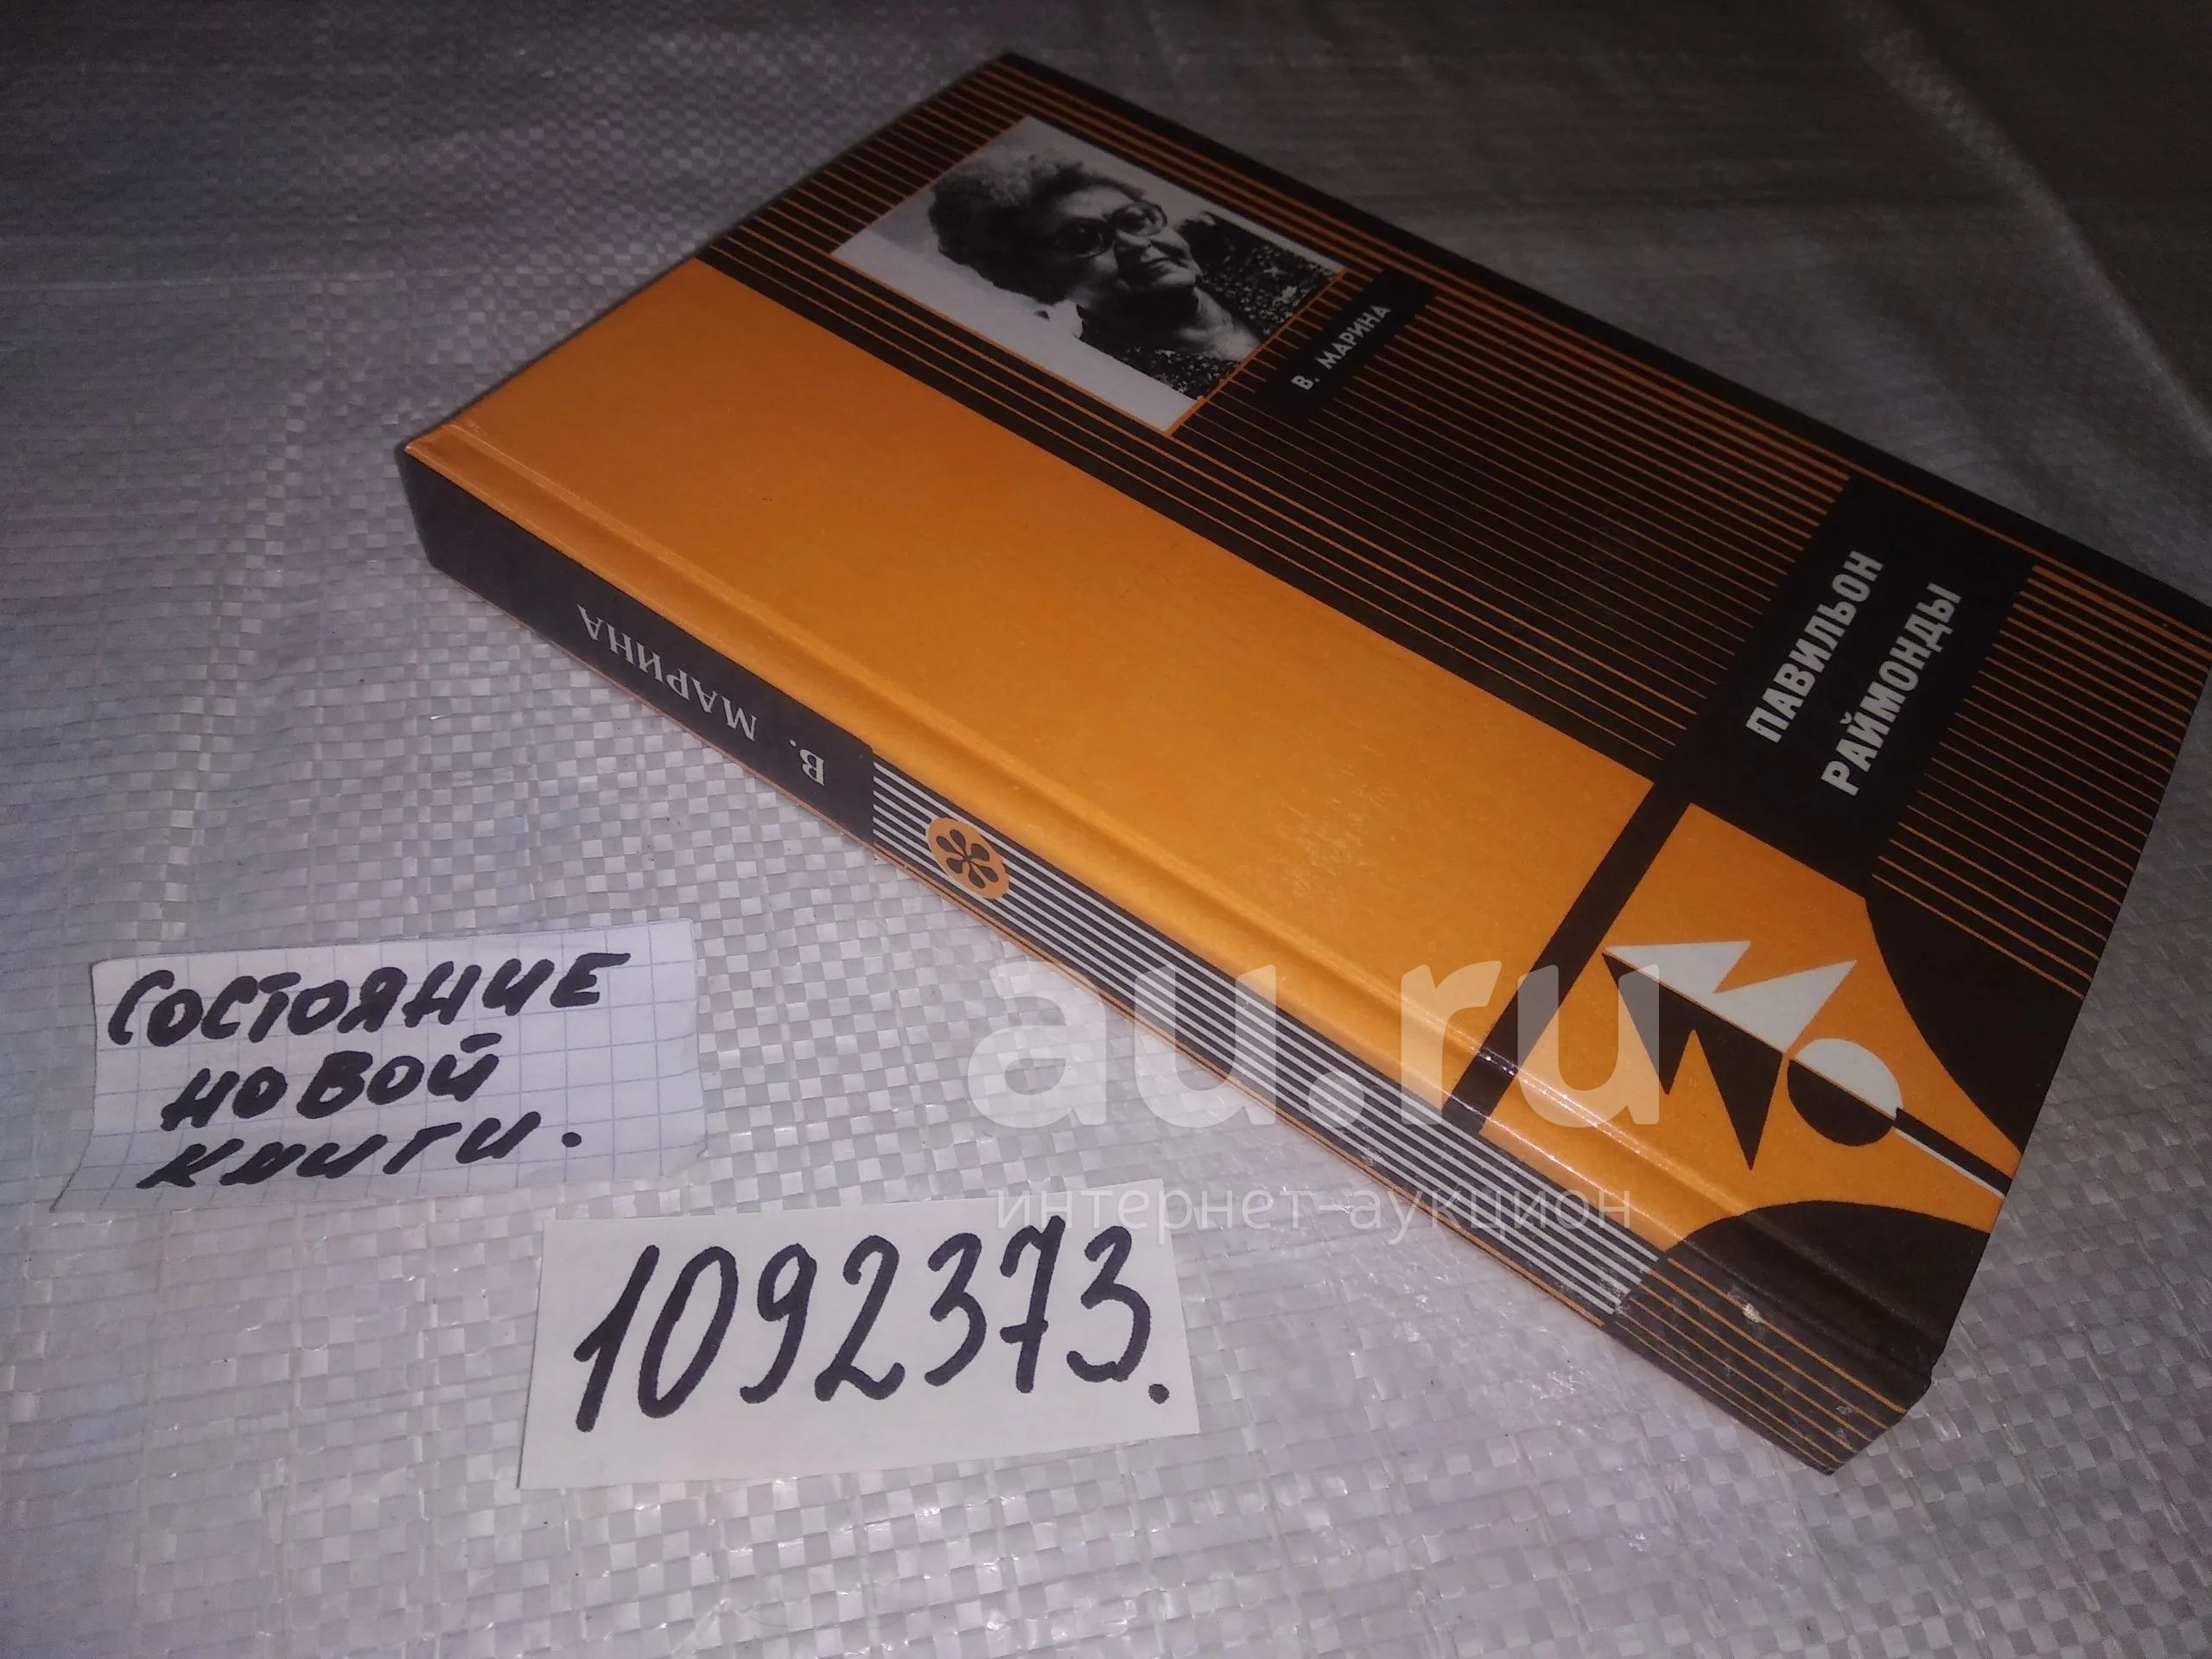 В. МАРИНА
ПАВИЛЬОН
РАЙМОНДЫ
В. МАРИНА
au.ru
интернет-аукцион
СОСТОЯНИЕ
НОВОЙ
КНИГИ.
1092373.